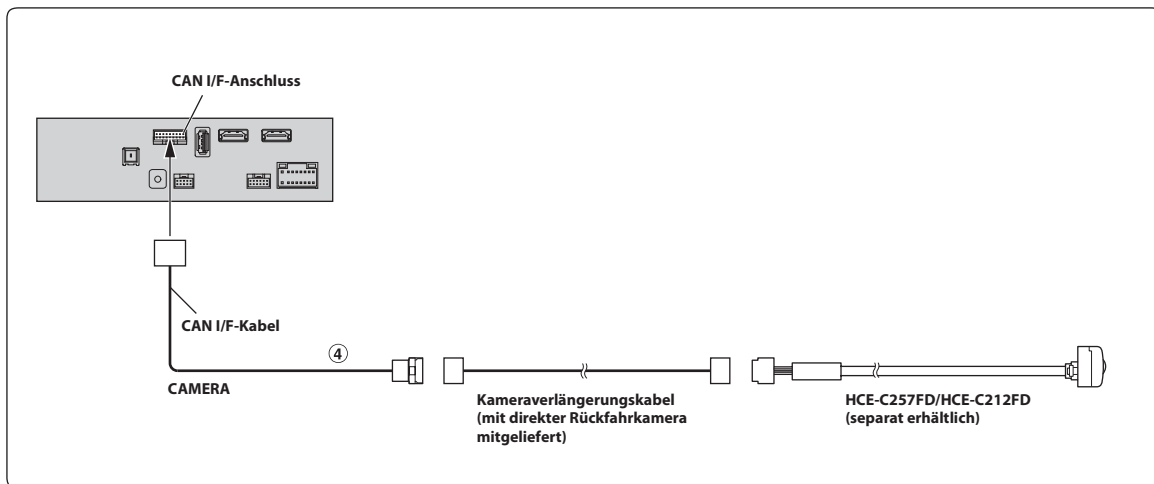 CAN I/F-Anschluss
CAN I/F-Kabel
④
CAMERA
Kameraverlängerungskabel
(mit direkter Rückfahrkamera
mitgeliefert)
HCE-C257FD/HCE-C212FD
(separat erhältlich)